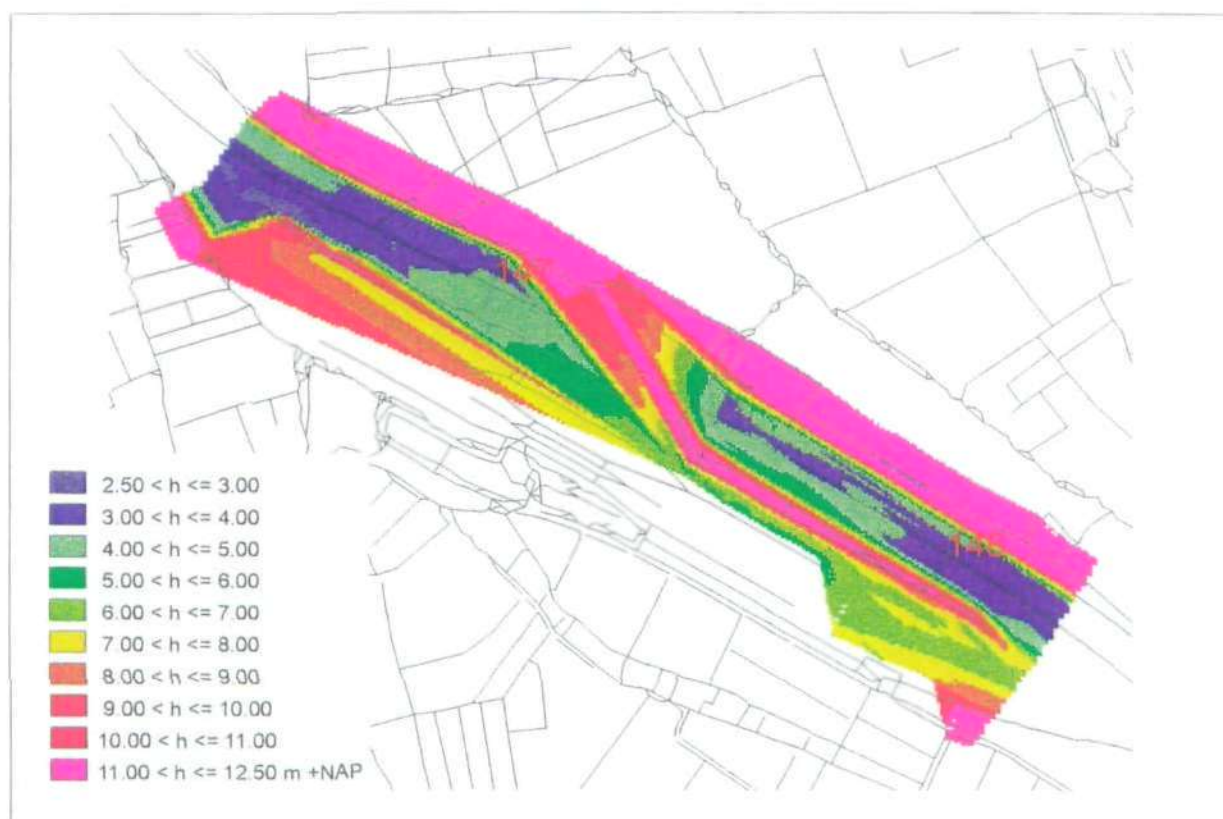 2.50 < h <= 3.00
3.00 < h <= 4.00
4.00 < h <= 5.00
5.00 < h <= 6.00
6.00 < h <= 7.00
7.00 < h <= 8.00
8.00 < h <= 9.00
9.00 < h <= 10.00
10.00 < h <= 11.00
11.00 < h <= 12.50 m +NAP